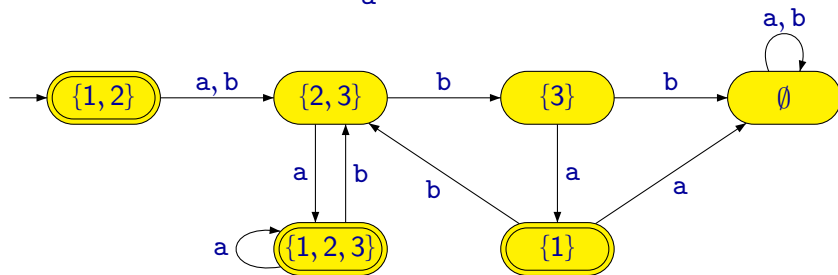 a
a, b
{1, 2}
a, b
{2, 3}
b
{3}
b
∅
a
b
b
a
a
a
{1, 2, 3}
{1}